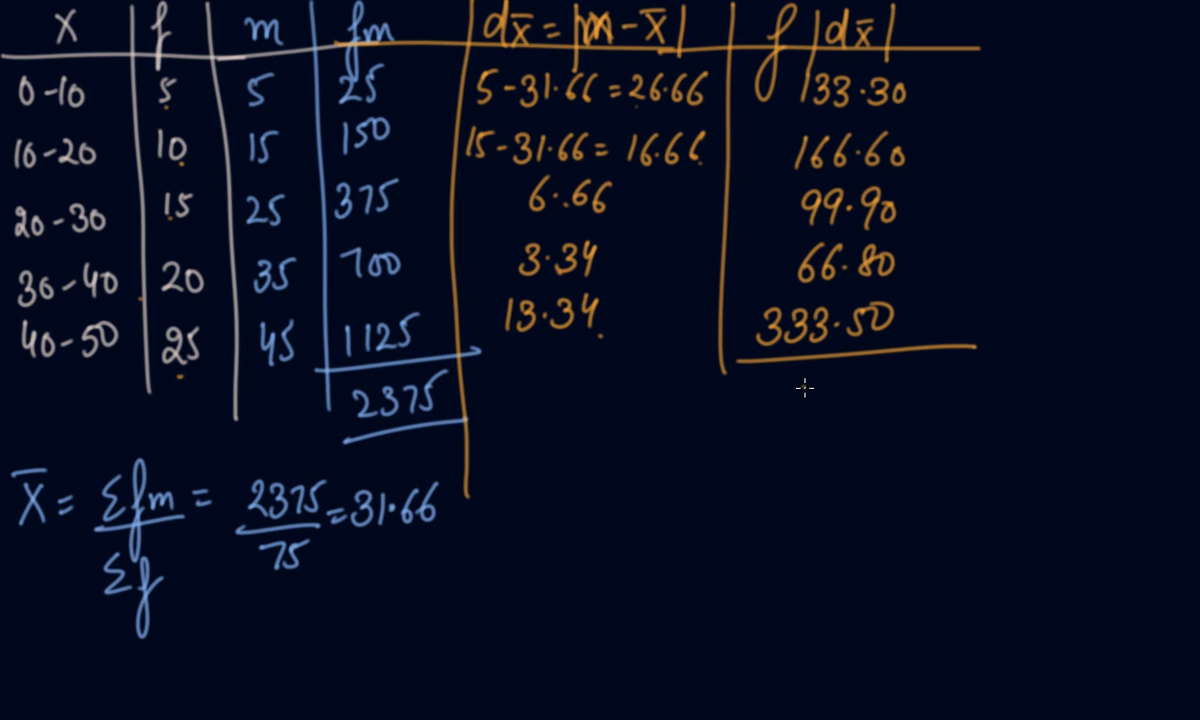 X f m fm dx̄ = |m - X̄| f |dx̄|
0-10 5 5 25 5-31.66 = 26.66 133.30
10-20 10 15 150 15-31.66 = 16.66 166.60
20-30 15 25 375 6.66 99.90
30-40 20 35 700 3.34 66.80
40-50 25 45 1125 13.34 333.50
2375
X̄ = Σfm = 2375 = 31.66
Σf 75